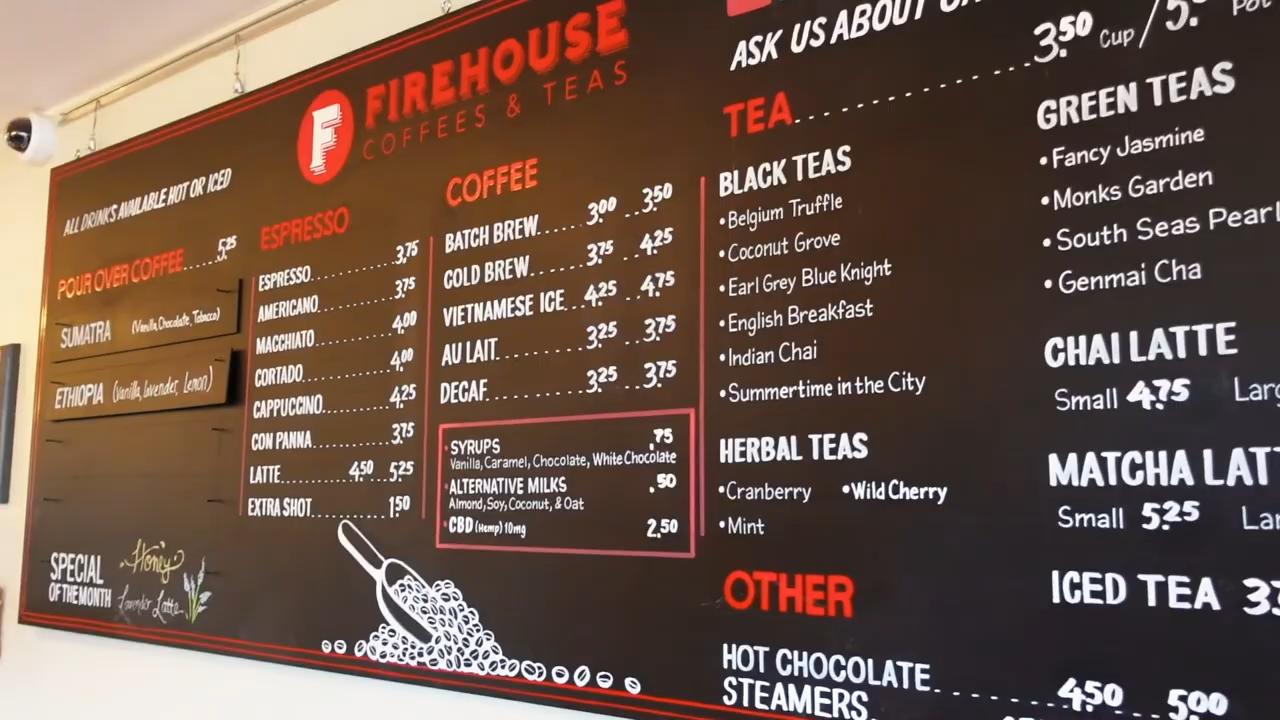 FIREHOUSE
COFFEES & TEAS
F
ALL DRINKS AVAILABLE HOT OR ICED
POUR OVER COFFEE.....5.25
SUMATRA (Vanilla, Chocolate, Tobacco)
ETHIOPIA (Vanilla, lavender, Lemon)
SPECIAL
OF THE MONTH
Honey
Lavender Latte
ESPRESSO
ESPRESSO 3.75
AMERICANO 3.75
MACCHIATO 4.00
CORTADO 4.00
CAPPUCCINO 4.25
CON PANNA 3.75
LATTE 4.50 5.25
EXTRA SHOT 1.50
COFFEE
BATCH BREW 3.00 3.50
COLD BREW 3.75 4.25
VIETNAMESE ICE 4.25 4.75
AU LAIT 3.25 3.75
DECAF 3.25 3.75
SYRUPS .75
Vanilla, Caramel, Chocolate, White Chocolate
ALTERNATIVE MILKS .50
Almond, Soy, Coconut, & Oat
CBD (Hemp) 10mg 2.50
ASK US ABOUT
TEA 3.50 Cup / 5. Pot
BLACK TEAS
•Belgium Truffle
•Coconut Grove
•Earl Grey Blue Knight
•English Breakfast
•Indian Chai
•Summertime in the City
HERBAL TEAS
•Cranberry •Wild Cherry
•Mint
OTHER
HOT CHOCOLATE 4.50 5.00
STEAMERS
GREEN TEAS
•Fancy Jasmine
•Monks Garden
•South Seas Pearl
•Genmai Cha
CHAI LATTE
Small 4.75
MATCHA LATT
Small 5.25
ICED TEA